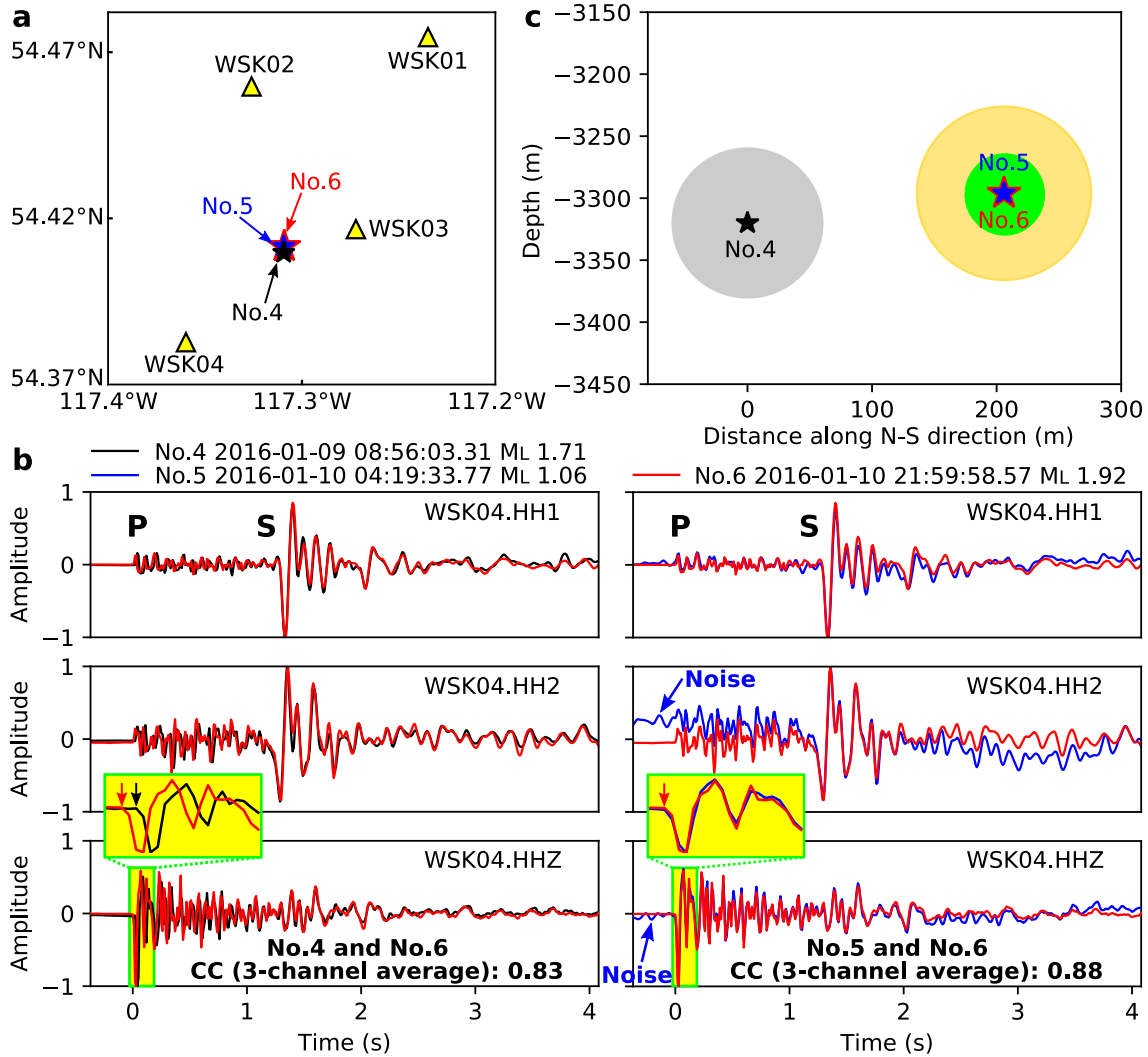 a
54.47°N
54.42°N
54.37°N
117.4°W
117.3°W
117.2°W
WSK01
WSK02
WSK03
WSK04
No.6
No.5
No.4
c
Depth (m)
−3150
−3200
−3250
−3300
−3350
−3400
−3450
No.5
No.6
No.4
0
100
200
300
Distance along N-S direction (m)
b
No.4 2016-01-09 08:56:03.31 ML 1.71
No.5 2016-01-10 04:19:33.77 ML 1.06
No.6 2016-01-10 21:59:58.57 ML 1.92
Amplitude
1
0
−1
P
S
WSK04.HH1
P
S
WSK04.HH1
Amplitude
1
0
−1
WSK04.HH2
Noise
WSK04.HH2
Amplitude
1
0
−1
WSK04.HHZ
No.4 and No.6
CC (3-channel average): 0.83
WSK04.HHZ
Noise
No.5 and No.6
CC (3-channel average): 0.88
0
1
2
3
4
Time (s)
0
1
2
3
4
Time (s)